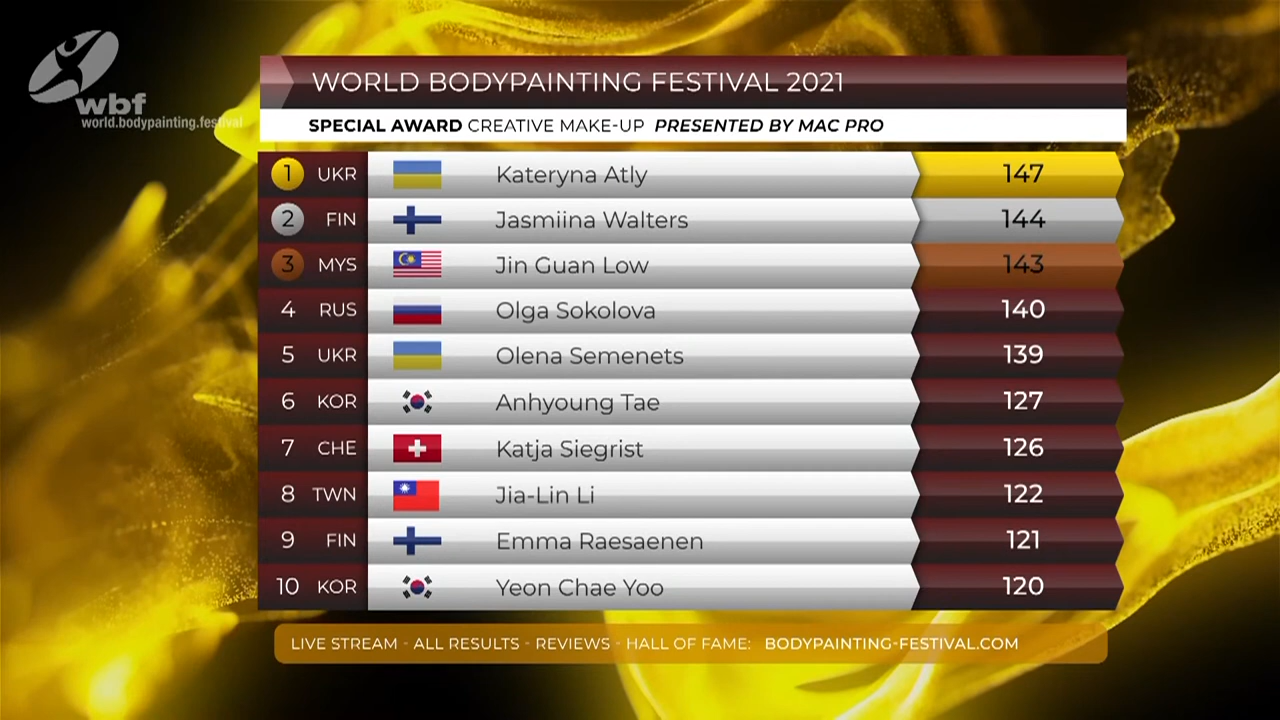 wbf
world.bodypainting.festival
WORLD BODYPAINTING FESTIVAL 2021
SPECIAL AWARD CREATIVE MAKE-UP PRESENTED BY MAC PRO
1 UKR Kateryna Atly 147
2 FIN Jasmiina Walters 144
3 MYS Jin Guan Low 143
4 RUS Olga Sokolova 140
5 UKR Olena Semenets 139
6 KOR Anhyoung Tae 127
7 CHE Katja Siegrist 126
8 TWN Jia-Lin Li 122
9 FIN Emma Raesaenen 121
10 KOR Yeon Chae Yoo 120
LIVE STREAM - ALL RESULTS - REVIEWS - HALL OF FAME: BODYPAINTING-FESTIVAL.COM